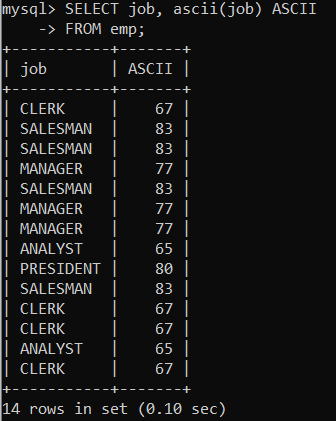 mysql> SELECT job, ascii(job) ASCII
    -> FROM emp;
+-----------+-------+
| job       | ASCII |
+-----------+-------+
| CLERK     |    67 |
| SALESMAN  |    83 |
| SALESMAN  |    83 |
| MANAGER   |    77 |
| SALESMAN  |    83 |
| MANAGER   |    77 |
| MANAGER   |    77 |
| ANALYST   |    65 |
| PRESIDENT |    80 |
| SALESMAN  |    83 |
| CLERK     |    67 |
| CLERK     |    67 |
| ANALYST   |    65 |
| CLERK     |    67 |
+-----------+-------+
14 rows in set (0.10 sec)